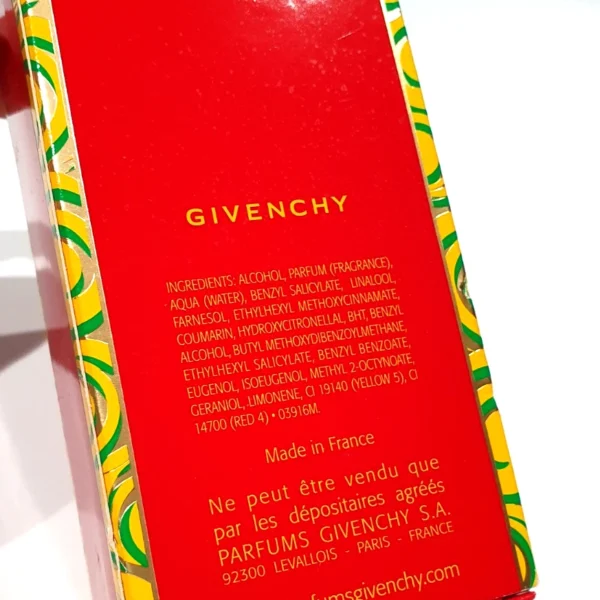 GIVENCHY
INGREDIENTS: ALCOHOL, PARFUM (FRAGRANCE),
AQUA (WATER), BENZYL SALICYLATE, LINALOOL,
FARNESOL, ETHYLHEXYL METHOXYCINNAMATE,
COUMARIN, HYDROXYCITRONELLAL, BHT, BENZYL
ALCOHOL, BUTYL METHOXYDIBENZOYLMETHANE,
ETHYLHEXYL SALICYLATE, BENZYL BENZOATE,
EUGENOL, ISOEUGENOL, METHYL 2-OCTYNOATE,
GERANIOL, LIMONENE, CI 19140 (YELLOW 5), CI
14700 (RED 4) • 03916M.
Made in France
Ne peut être vendu que
par les dépositaires agréés
PARFUMS GIVENCHY S.A.
92300 LEVALLOIS - PARIS - FRANCE
fumsgivenchy.com